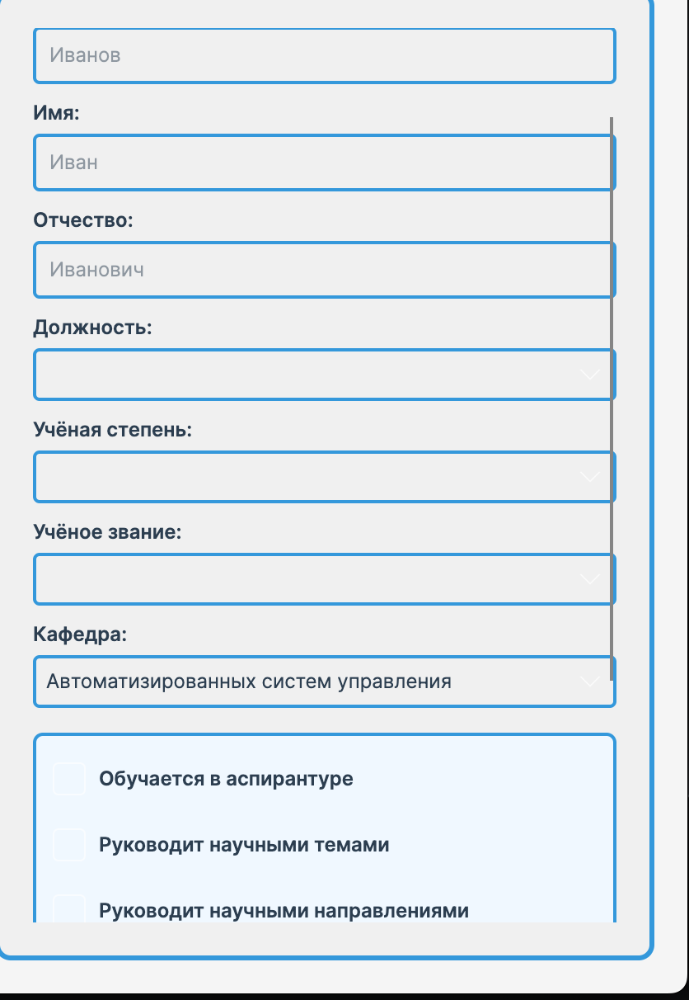 Иванов
Имя:
Иван
Отчество:
Иванович
Должность:
Учёная степень:
Учёное звание:
Кафедра:
Автоматизированных систем управления
Обучается в аспирантуре
Руководит научными темами
Руководит научными направлениями